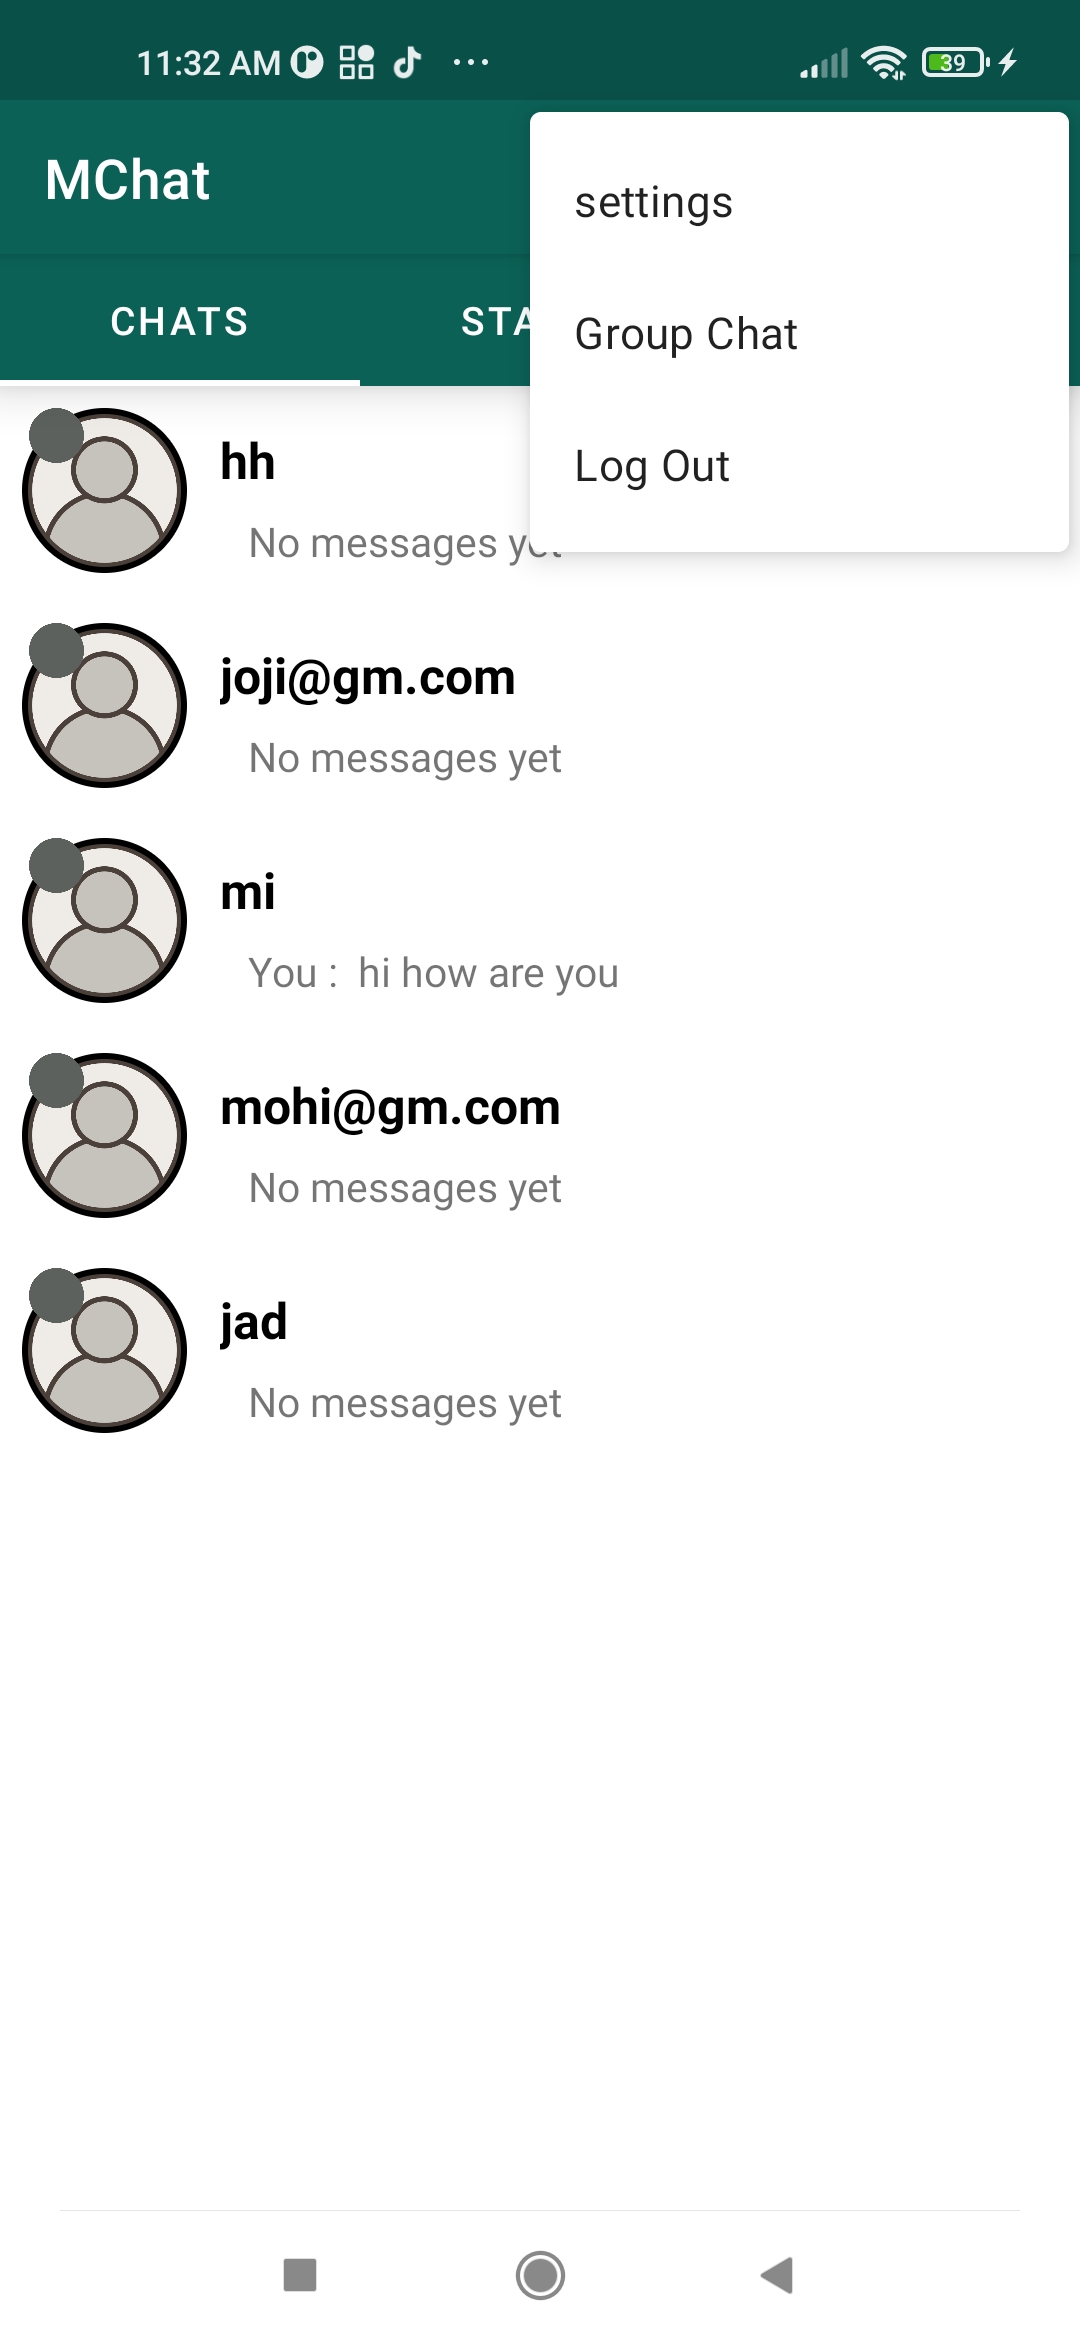 11:32 AM
39
MChat
settings
CHATS
STA
Group Chat
Log Out
hh
No messages yet
joji@gm.com
No messages yet
mi
You :  hi how are you
mohi@gm.com
No messages yet
jad
No messages yet